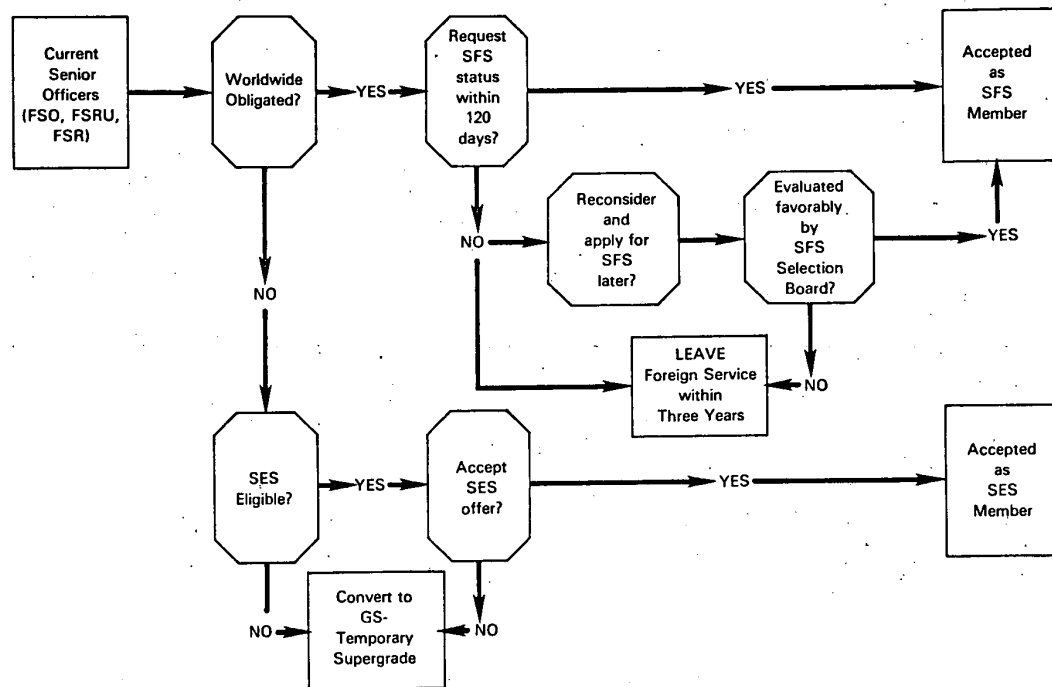 Current
Senior
Officers
(FSO, FSRU,
FSR)
Worldwide
Obligated?
YES
Request
SFS
status
within
120
days?
YES
Accepted
as
SFS
Member
NO
Reconsider
and
apply for
SFS
later?
Evaluated
favorably
by
SFS
Selection
Board?
YES
NO
LEAVE
Foreign Service
within
Three Years
NO
SES
Eligible?
YES
Accept
SES
offer?
YES
Accepted
as
SES
Member
NO
Convert to
GS-
Temporary
Supergrade
NO